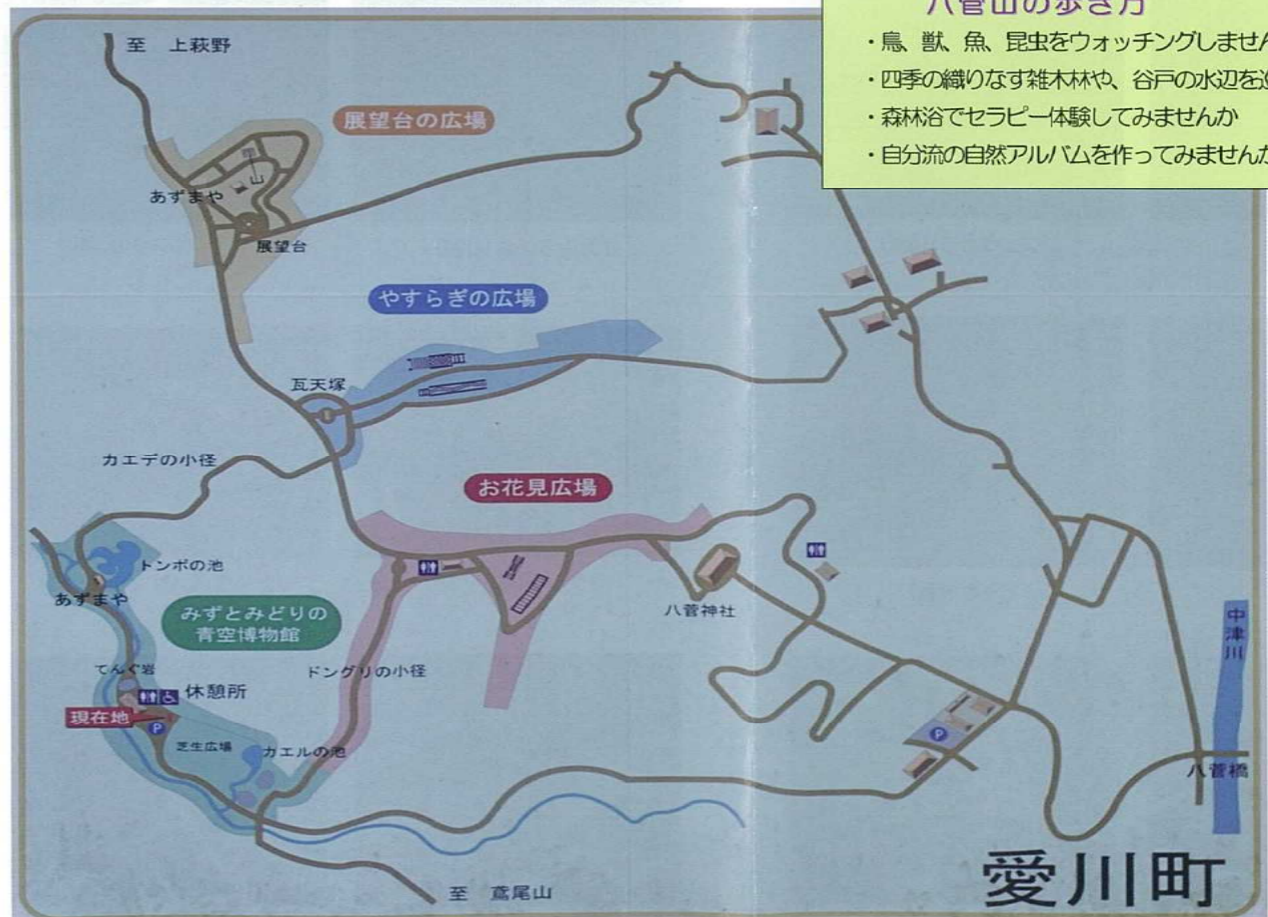 八菅山の歩き方
・鳥、獣、魚、昆虫をウォッチングしません
・四季の織りなす雑木林や、谷戸の水辺を巡
・森林浴でセラピー体験してみませんか
・自分流の自然アルバムを作ってみませんか
至 上萩野
展望台の広場
里山
あずまや
展望台
やすらぎの広場
瓦天塚
カエデの小径
お花見広場
トンボの池
あずまや
みずとみどりの
青空博物館
八菅神社
中津川
てんぐ岩
ドングリの小径
休憩所
現在地
P
芝生広場
カエルの池
P
八菅橋
至 鳶尾山
愛川町